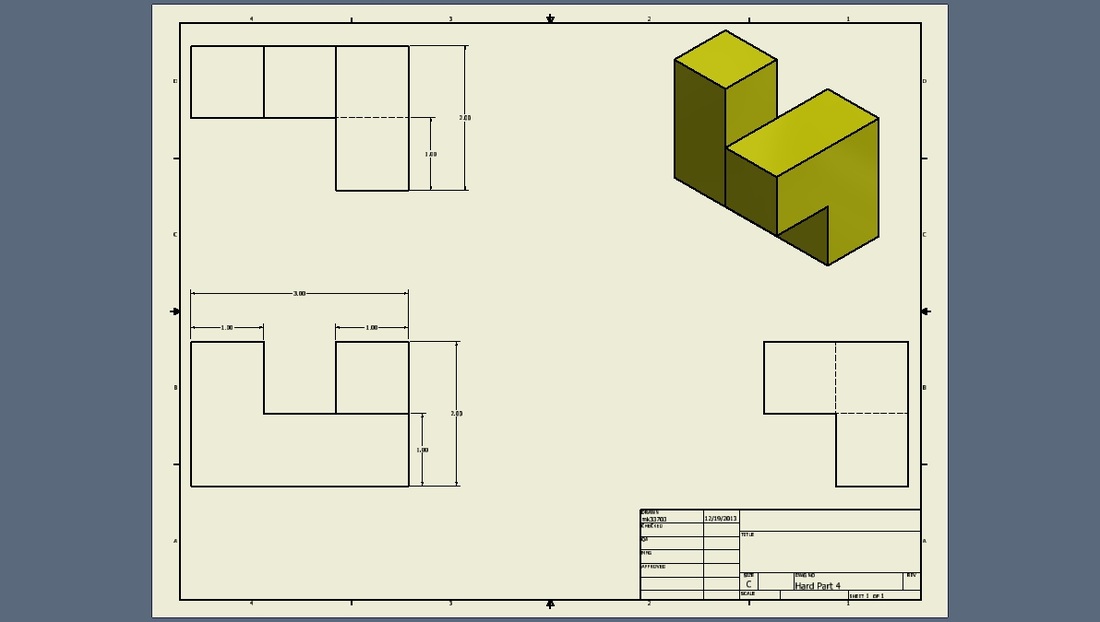 4 3 2 1
D D
2.00
1.00
C C
3.00
1.00 1.00
B B
2.00
1.00
DRAWN
mk33703 12/19/2013
CHECKED
QA
TITLE
MFG
APPROVED
A A
SIZE
C
DWG NO
Hard Part 4
REV
SCALE
SHEET 1 OF 1
4 3 2 1